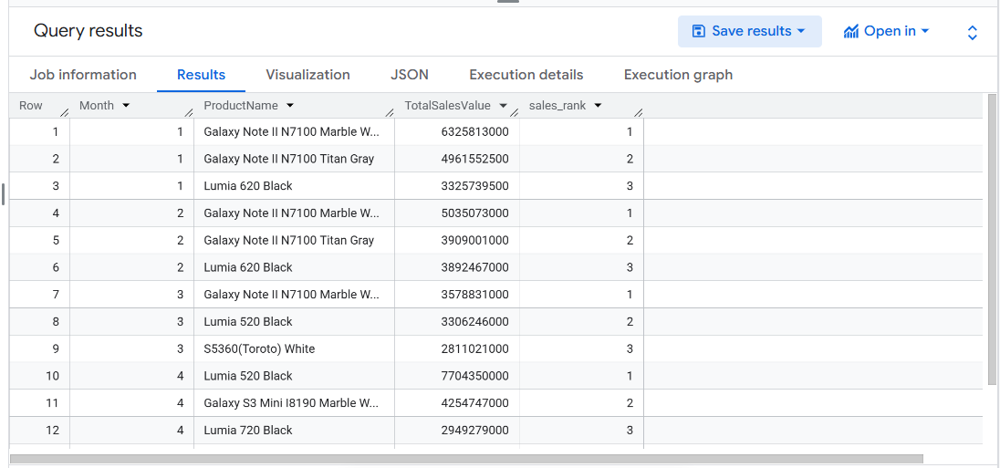 Query results Save results Open in
Job information Results Visualization JSON Execution details Execution graph
Row Month ProductName TotalSalesValue sales_rank
1 1 Galaxy Note II N7100 Marble W... 6325813000 1
2 1 Galaxy Note II N7100 Titan Gray 4961552500 2
3 1 Lumia 620 Black 3325739500 3
4 2 Galaxy Note II N7100 Marble W... 5035073000 1
5 2 Galaxy Note II N7100 Titan Gray 3909001000 2
6 2 Lumia 620 Black 3892467000 3
7 3 Galaxy Note II N7100 Marble W... 3578831000 1
8 3 Lumia 520 Black 3306246000 2
9 3 S5360(Toroto) White 2811021000 3
10 4 Lumia 520 Black 7704350000 1
11 4 Galaxy S3 Mini I8190 Marble W... 4254747000 2
12 4 Lumia 720 Black 2949279000 3